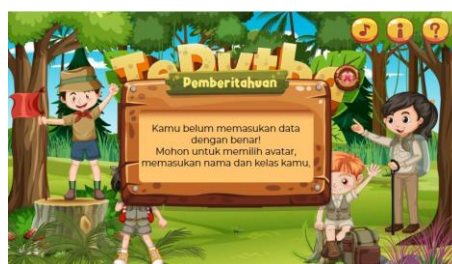 Pemberitahuan
Kamu belum memasukan data
dengan benar!
Mohon untuk memilih avatar,
memasukan nama dan kelas kamu.